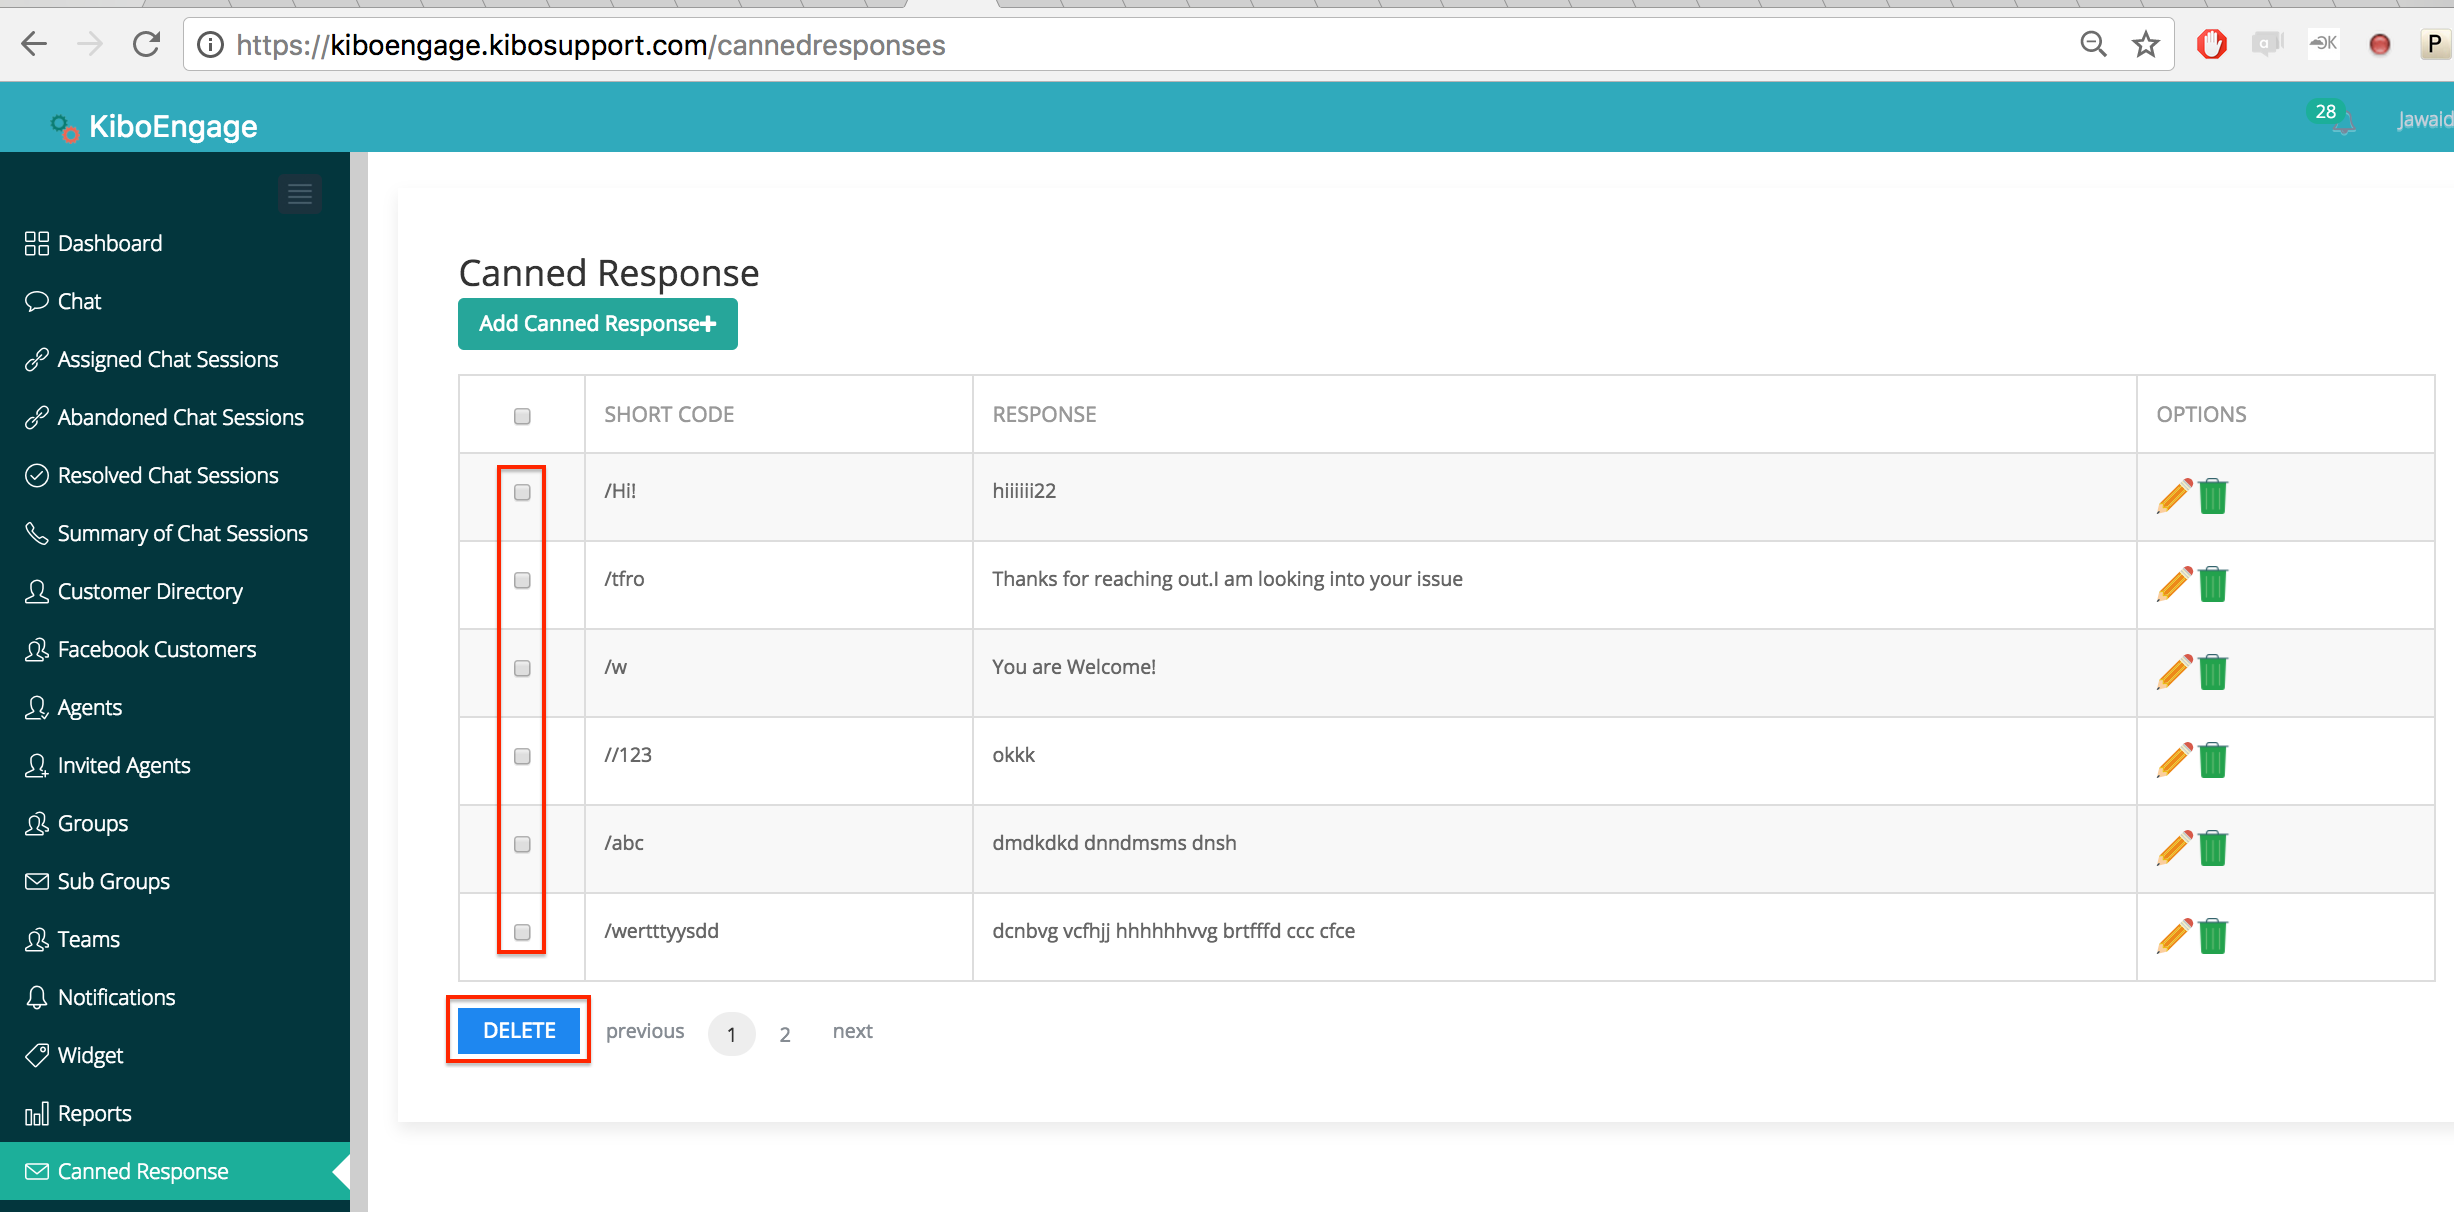 https://kiboengage.kibosupport.com/cannedresponses
P
KiboEngage
28
Jawaid
Dashboard
Chat
Assigned Chat Sessions
Abandoned Chat Sessions
Resolved Chat Sessions
Summary of Chat Sessions
Customer Directory
Facebook Customers
Agents
Invited Agents
Groups
Sub Groups
Teams
Notifications
Widget
Reports
Canned Response
Canned Response
Add Canned Response+
SHORT CODE RESPONSE OPTIONS
/Hi! hiiiiii22
/tfro Thanks for reaching out.I am looking into your issue
/w You are Welcome!
//123 okkk
/abc dmdkdkd dnndmsms dnsh
/wertttyysdd dcnbvg vcfhjj hhhhhhvvg brtfffd ccc cfce
DELETE previous 1 2 next